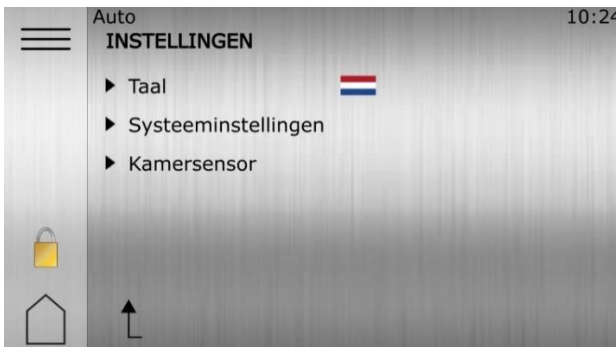 Auto
10:24
INSTELLINGEN
Taal
Systeeminstellingen
Kamersensor